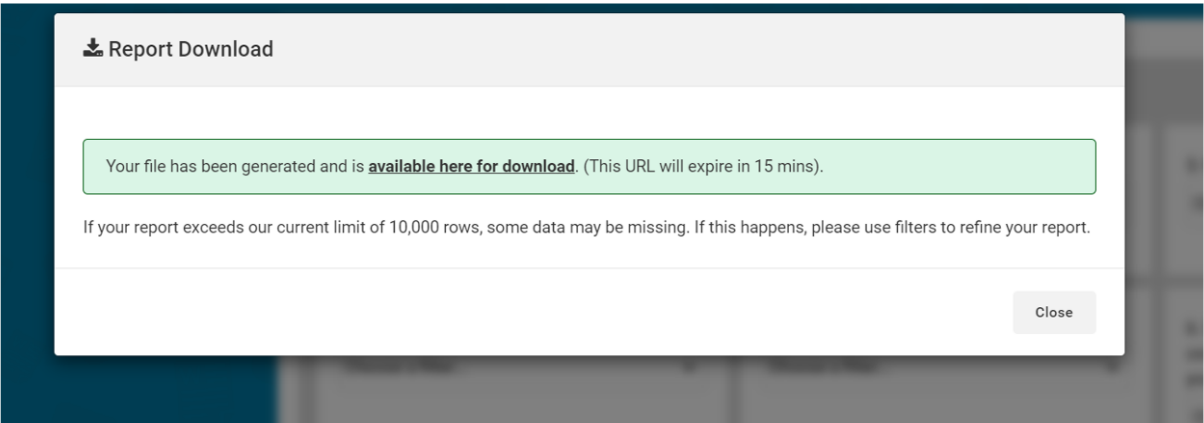 Report Download
Your file has been generated and is available here for download. (This URL will expire in 15 mins).
If your report exceeds our current limit of 10,000 rows, some data may be missing. If this happens, please use filters to refine your report.
Close